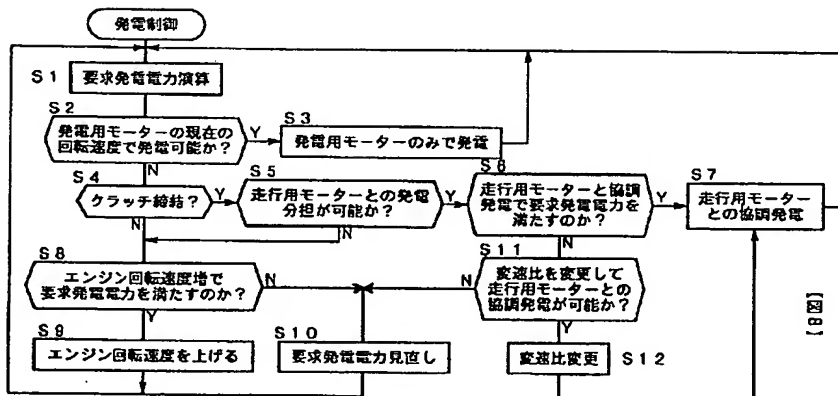 発電制御
S1
要求発電電力演算
S2
発電用モーターの現在の
回転速度で発電可能か?
Y
N
S3
発電用モーターのみで発電
S4
クラッチ締結?
Y
N
S5
走行用モーターとの発電
分担が可能か?
Y
N
S6
走行用モーターと協調
発電で要求発電電力を
満たすのか?
Y
N
S7
走行用モーター
との協調発電
S8
エンジン回転速度増で
要求発電電力を満たすのか?
N
Y
S9
エンジン回転速度を上げる
S10
要求発電電力見直し
S11
変速比を変更して
走行用モーターとの
協調発電が可能か?
N
Y
変速比変更
S12
【図8】